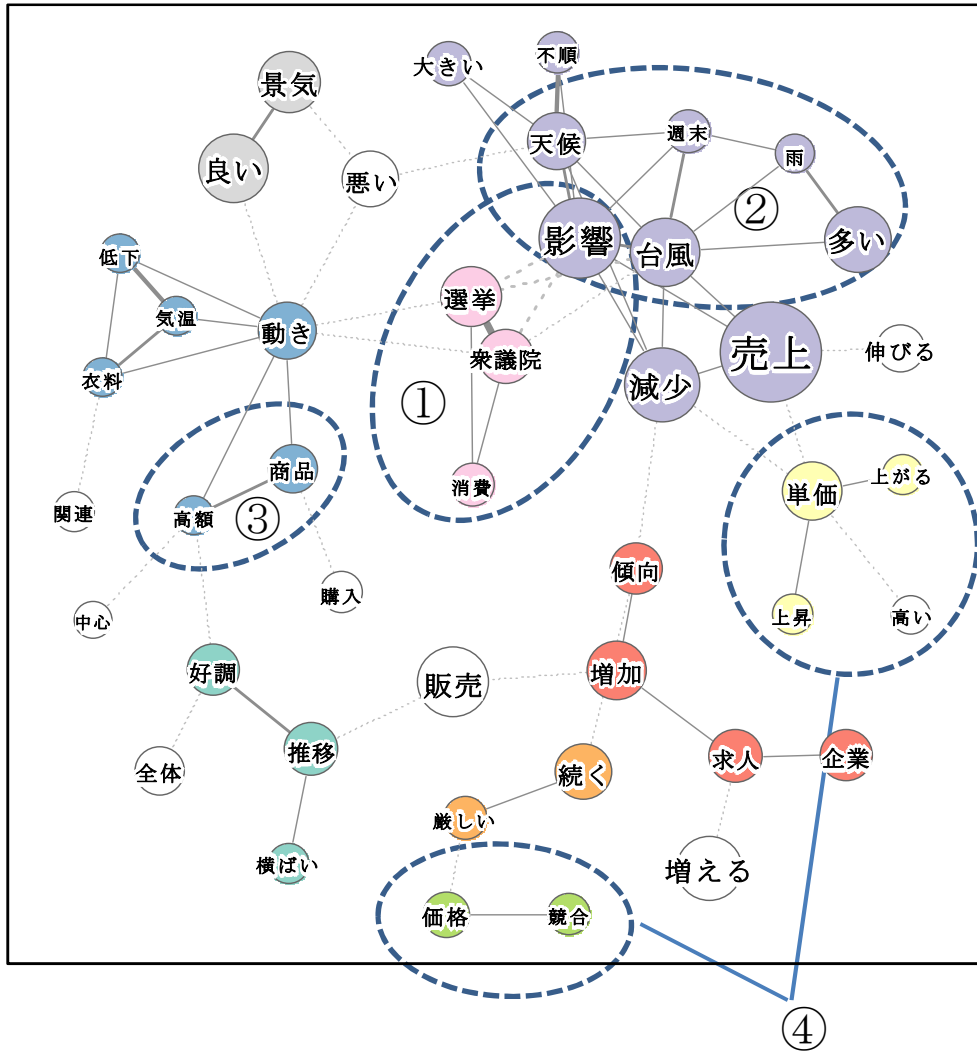 不順
大きい
景気
天候
週末
雨
良い
悪い
②
影響
台風
多い
低下
選挙
気温
動き
衆議院
売上
伸びる
衣料
減少
①
商品
消費
単価
上がる
関連
高額
③
傾向
購入
中心
上昇
高い
好調
販売
増加
推移
全体
続く
求人
企業
厳しい
横ばい
増える
価格
競合
④